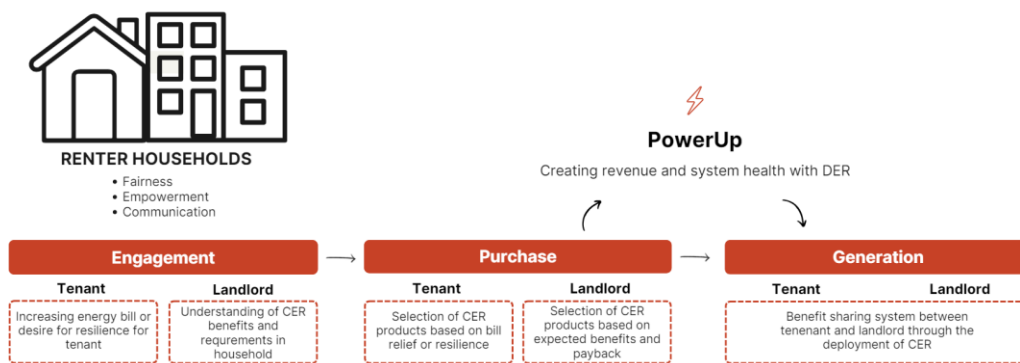 RENTER HOUSEHOLDS
• Fairness
• Empowerment
• Communication
PowerUp
Creating revenue and system health with DER
Engagement
Tenant
Landlord
Increasing energy bill or
desire for resilience for
tenant
Understanding of CER
benefits and
requrements in
household
Purchase
Tenant
Landlord
Selection of CER
products based on bill
relief or resilience
Selection of CER
products based on
expected benefits and
payback
Generation
Tenant
Landlord
Benefit sharing system between
tenenant and landlord through the
deployment of CER